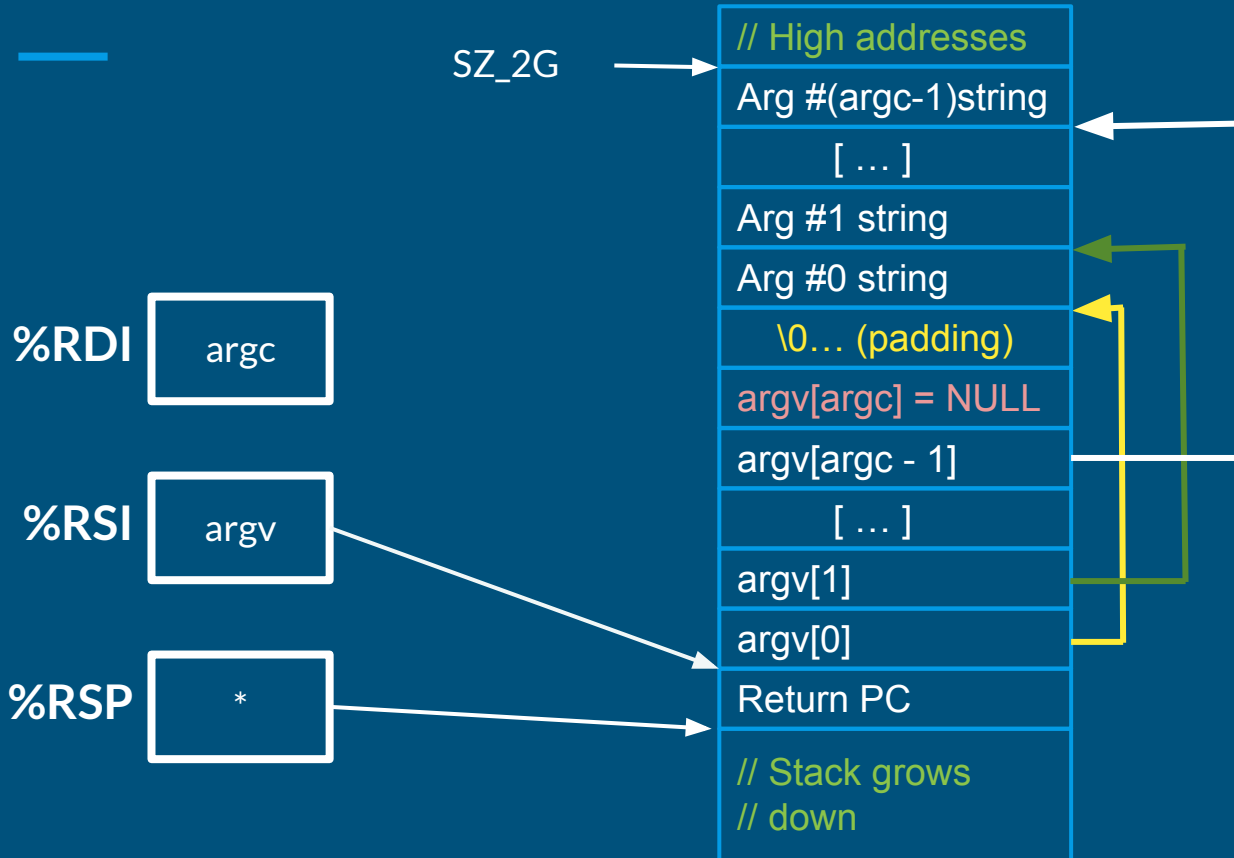 SZ_2G
// High addresses
Arg #(argc-1)string
[ … ]
Arg #1 string
Arg #0 string
\0… (padding)
argv[argc] = NULL
argv[argc - 1]
[ … ]
argv[1]
argv[0]
Return PC
// Stack grows
// down
%RDI
argc
%RSI
argv
%RSP
*